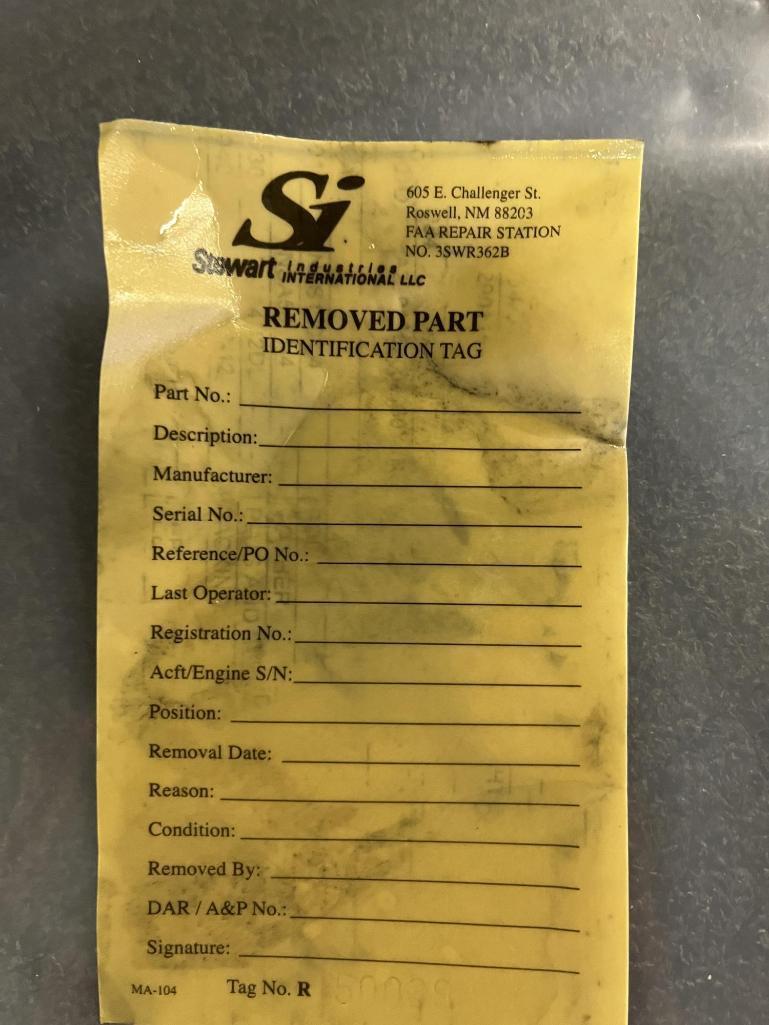 Si
605 E. Challenger St.
Roswell, NM 88203
FAA REPAIR STATION
NO. 3SWR362B
Stewart industries
INTERNATIONAL LLC
REMOVED PART
IDENTIFICATION TAG
Part No.:
Description:
Manufacturer:
Serial No.:
Reference/PO No.:
Last Operator:
Registration No.:
Acft/Engine S/N:
Position:
Removal Date:
Reason:
Condition:
Removed By:
DAR / A&P No.:
Signature:
MA-104 Tag No. R